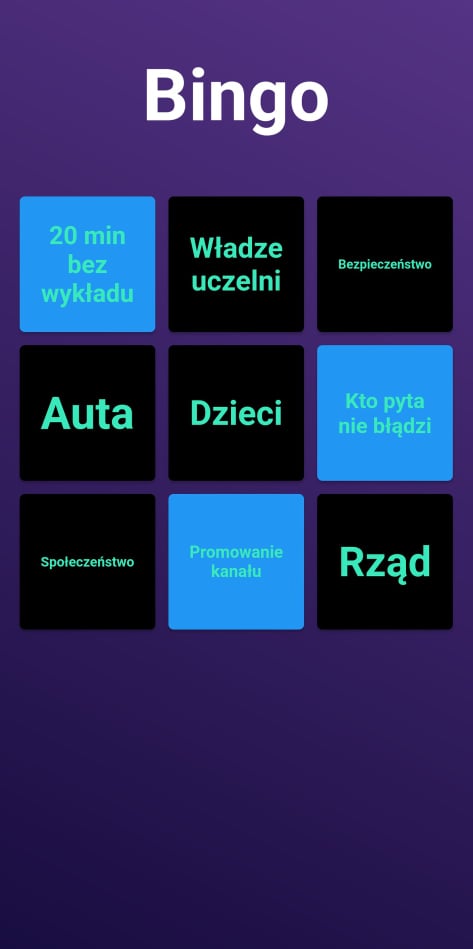 Bingo
20 min
bez
wykładu
Władze
uczelni
Bezpieczeństwo
Auta
Dzieci
Kto pyta
nie błądzi
Społeczeństwo
Promowanie
kanału
Rząd